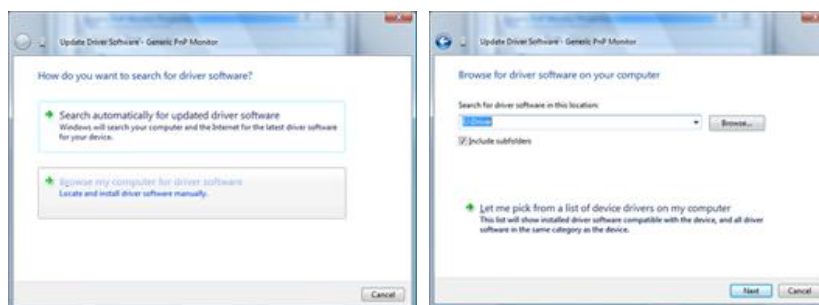 Update Driver Software - Generic PnP Monitor
How do you want to search for driver software?
Search automatically for updated driver software
Windows will search your computer and the Internet for the latest driver software
for your device.
Browse my computer for driver software
Locate and install driver software manually.
Cancel
Update Driver Software - Generic PnP Monitor
Browse for driver software on your computer
Search for driver software in this location:
Browse...
Include subfolders
Let me pick from a list of device drivers on my computer
This list will show installed driver software compatible with the device, and all driver
software in the same category as the device.
Next
Cancel